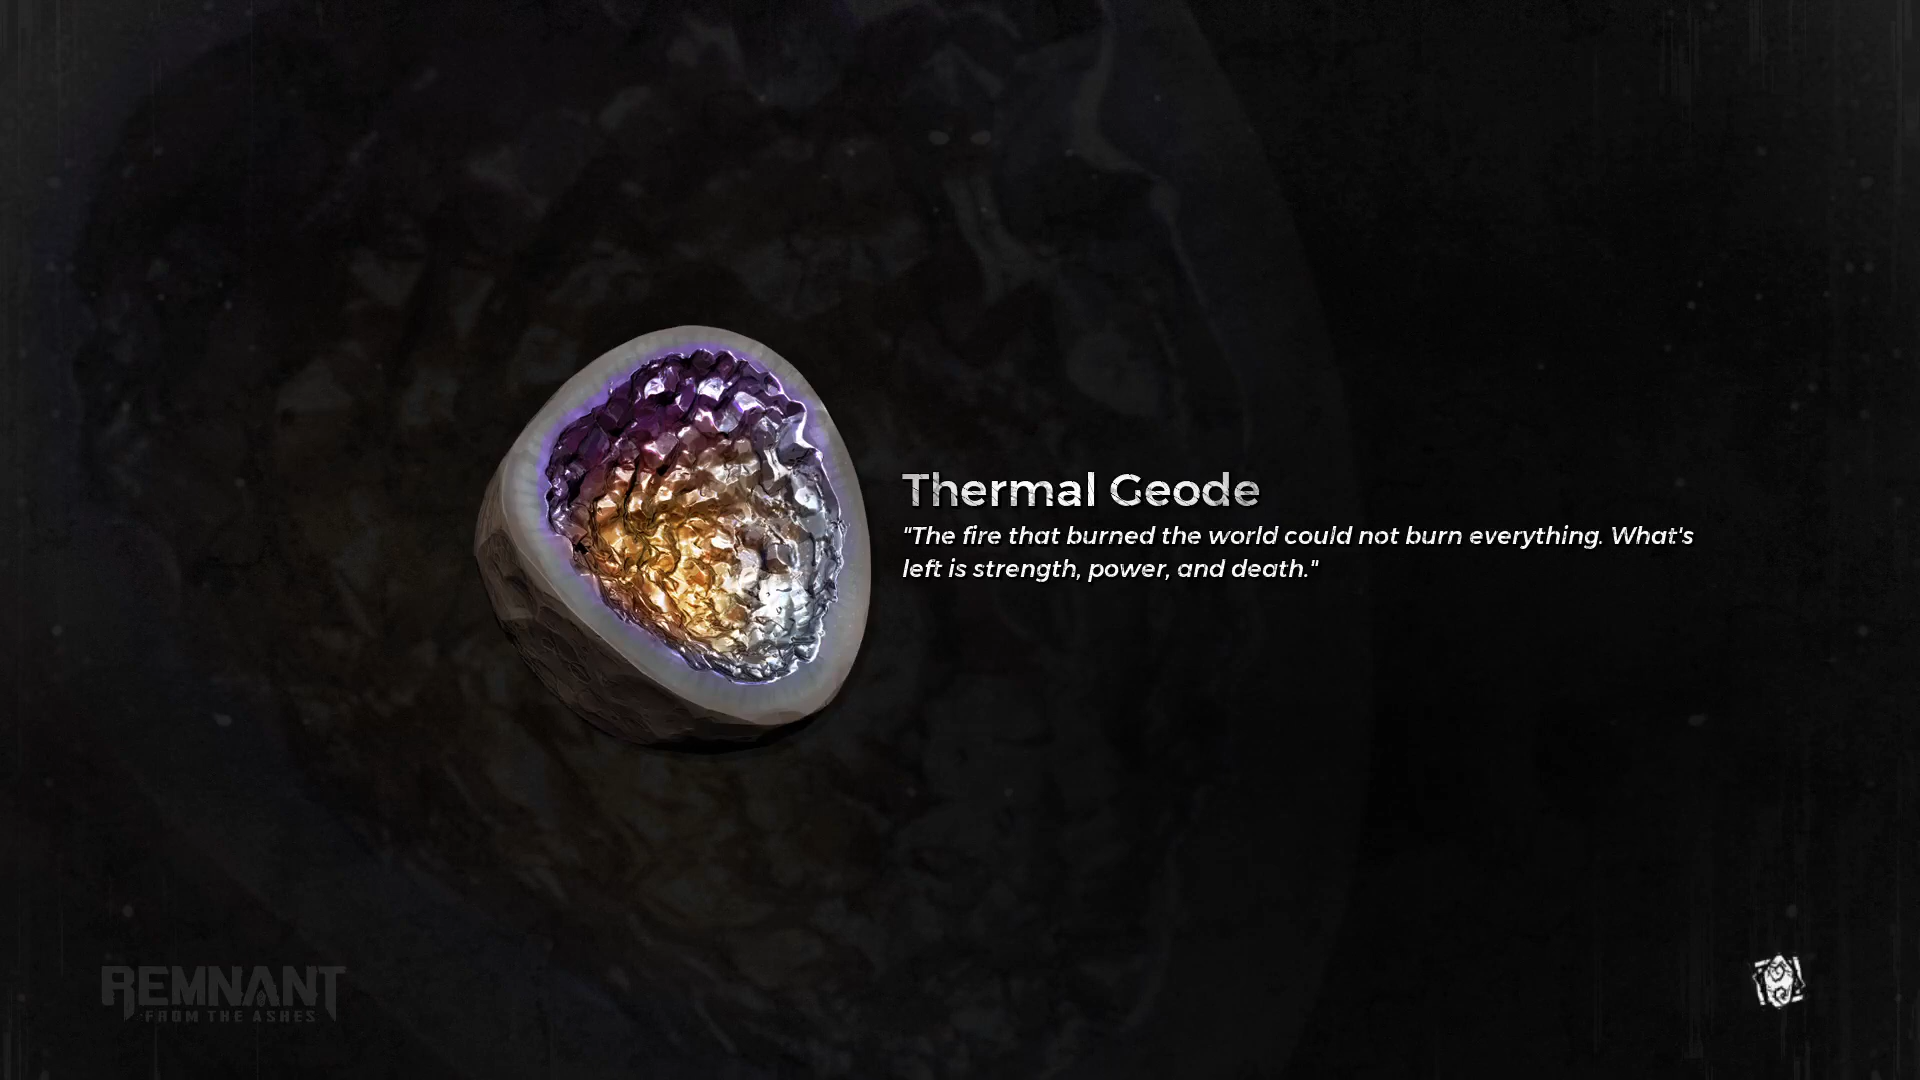 Thermal Geode
"The fire that burned the world could not burn everything. What's
left is strength, power, and death."
REMNANT
FROM THE ASHES